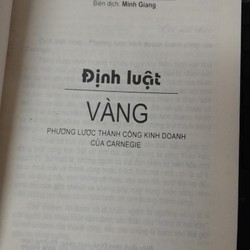 Biên dịch: Minh Giang
Định luật
VÀNG
PHƯƠNG LƯỢC THÀNH CÔNG KINH DOANH
CỦA CARNEGIE